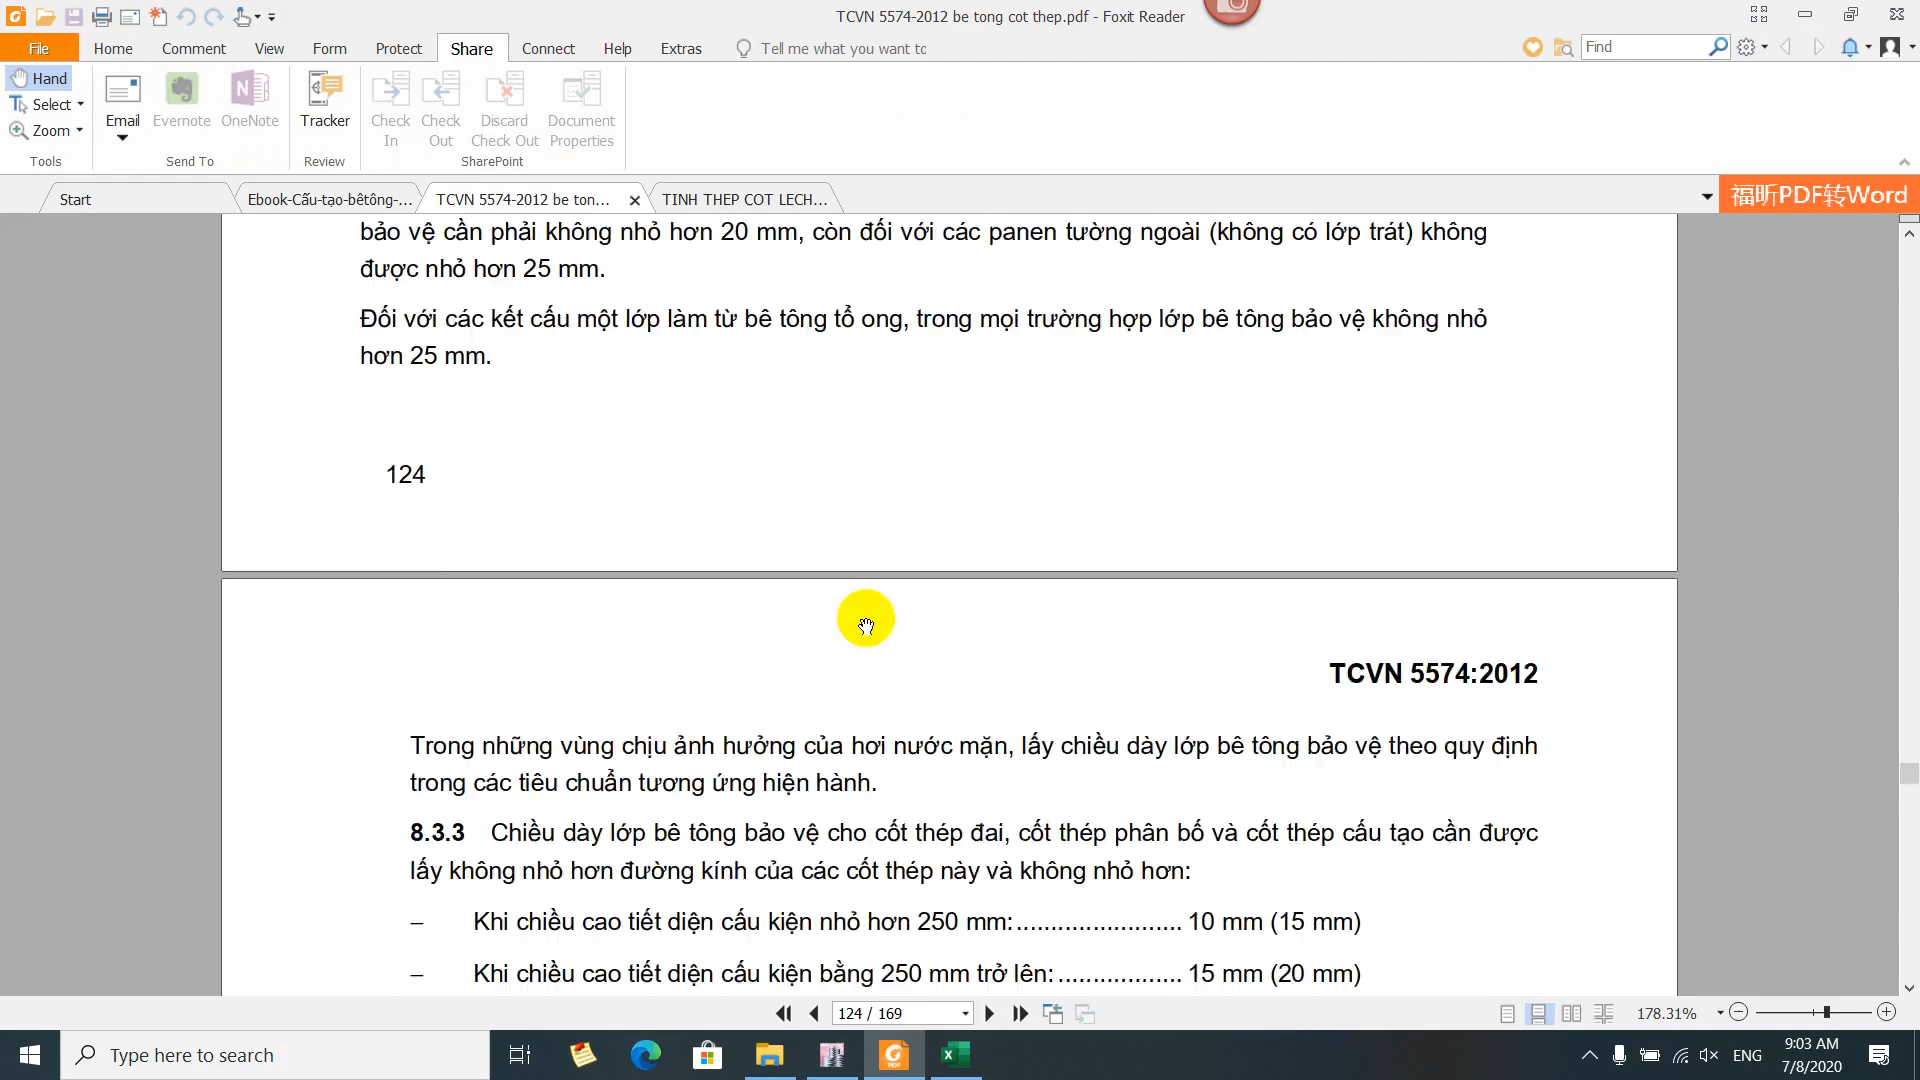 TCVN 5574-2012 be tong cot thep.pdf - Foxit Reader
File Home Comment View Form Protect Share Connect Help Extras Tell me what you want to
Find
Hand
Select
Zoom
Tools
Email
Evernote
OneNote
Send To
Tracker
Review
Check In
Check Out
Discard Check Out
Document Properties
SharePoint
Start
Ebook-Cấu-tạo-bêtông-...
TCVN 5574-2012 be ton...
TINH THEP COT LECH...
福昕PDF转Word
bảo vệ cần phải không nhỏ hơn 20 mm, còn đối với các panen tường ngoài (không có lớp trát) không
được nhỏ hơn 25 mm.
Đối với các kết cấu một lớp làm từ bê tông tổ ong, trong mọi trường hợp lớp bê tông bảo vệ không nhỏ
hơn 25 mm.
124
TCVN 5574:2012
Trong những vùng chịu ảnh hưởng của hơi nước mặn, lấy chiều dày lớp bê tông bảo vệ theo quy định
trong các tiêu chuẩn tương ứng hiện hành.
8.3.3 Chiều dày lớp bê tông bảo vệ cho cốt thép đai, cốt thép phân bố và cốt thép cấu tạo cần được
lấy không nhỏ hơn đường kính của các cốt thép này và không nhỏ hơn:
– Khi chiều cao tiết diện cấu kiện nhỏ hơn 250 mm: ........................ 10 mm (15 mm)
– Khi chiều cao tiết diện cấu kiện bằng 250 mm trở lên: .................. 15 mm (20 mm)
124 / 169
178.31%
Type here to search
ENG
9:03 AM
7/8/2020